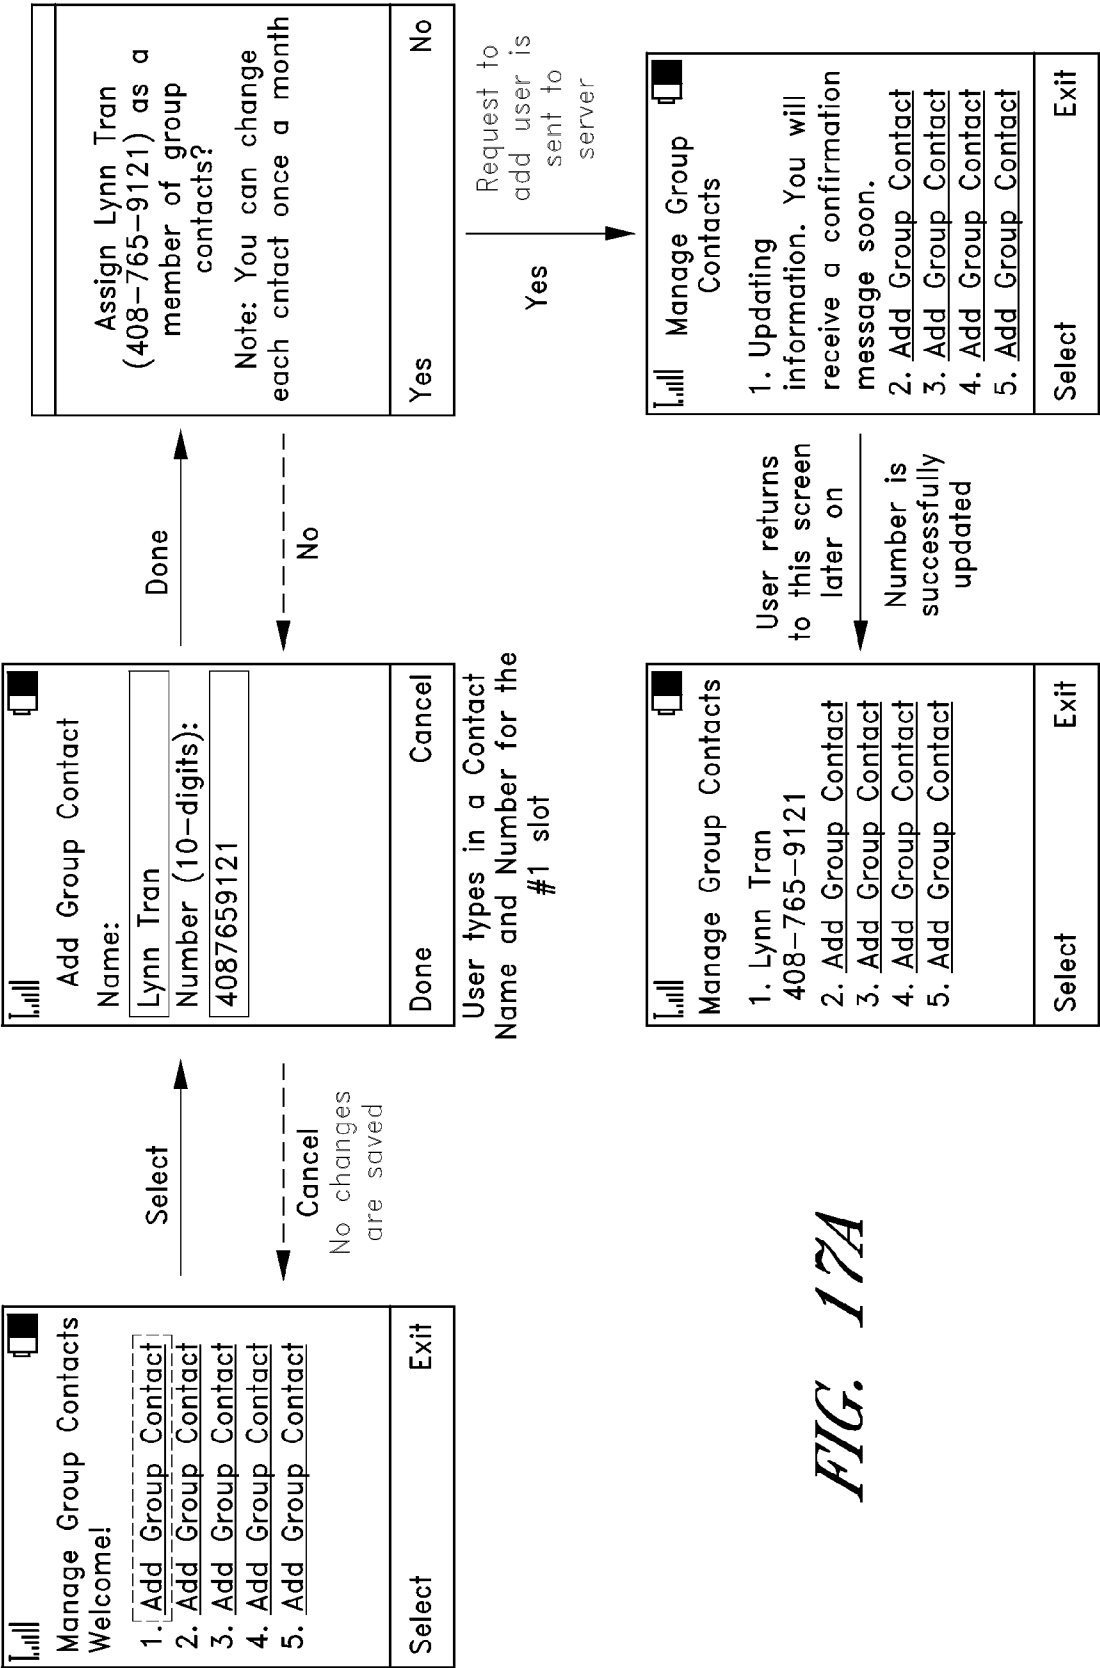 Manage Group Contacts
Welcome!
1. Add Group Contact
2. Add Group Contact
3. Add Group Contact
4. Add Group Contact
5. Add Group Contact
Select Exit
Select
Cancel
No changes
are saved
Add Group Contact
Name:
Lynn Tran
Number (10-digits):
4087659121
Done Cancel
User types in a Contact
Name and Number for the
#1 slot
Done
No
Assign Lynn Tran
(408-765-9121) as a
member of group
contacts?
Note: You can change
each cntact once a month
Yes No
Yes
Request to
add user is
sent to
server
Manage Group
Contacts
1. Updating
information. You will
receive a confirmation
message soon.
2. Add Group Contact
3. Add Group Contact
4. Add Group Contact
5. Add Group Contact
Select Exit
User returns
to this screen
later on
Number is
successfully
updated
Manage Group Contacts
1. Lynn Tran
408-765-9121
2. Add Group Contact
3. Add Group Contact
4. Add Group Contact
5. Add Group Contact
Select Exit
FIG. 17A